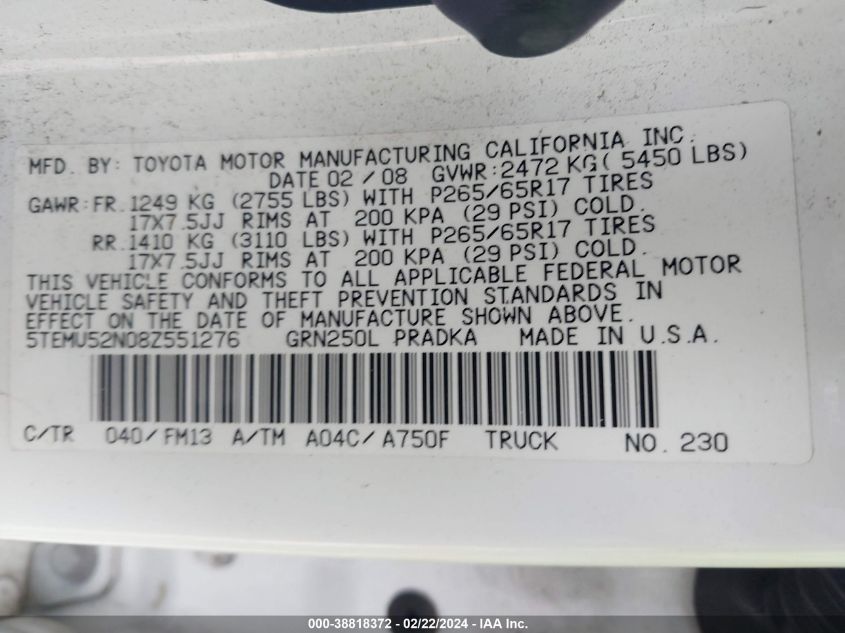 MFD. BY: TOYOTA MOTOR MANUFACTURING CALIFORNIA INC.
DATE 02 / 08 GVWR: 2472 KG ( 5450 LBS)
GAWR: FR. 1249 KG (2755 LBS) WITH P265/65R17 TIRES
17X7.5JJ RIMS AT 200 KPA (29 PSI) COLD.
RR. 1410 KG (3110 LBS) WITH P265/65R17 TIRES
17X7.5JJ RIMS AT 200 KPA (29 PSI) COLD.
THIS VEHICLE CONFORMS TO ALL APPLICABLE FEDERAL MOTOR
VEHICLE SAFETY AND THEFT PREVENTION STANDARDS IN
EFFECT ON THE DATE OF MANUFACTURE SHOWN ABOVE.
5TEMU52N08Z551276 GRN250L PRADKA MADE IN U.S.A.
C/TR 040/FM13 A/TM A04C/A750F TRUCK NO. 230
000-38818372 - 02/22/2024 - IAA Inc.